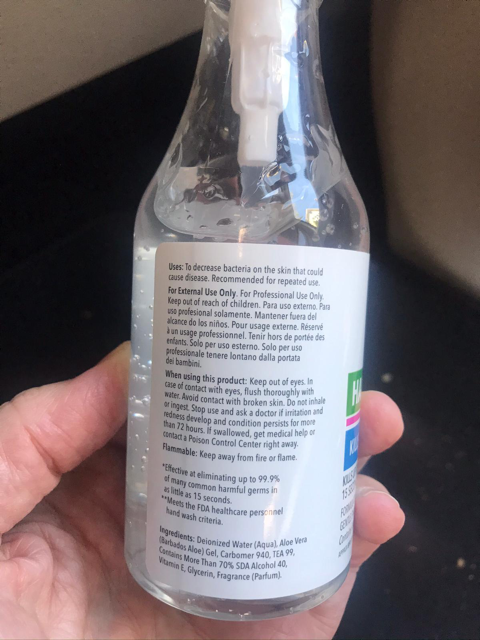 Uses: To decrease bacteria on the skin that could
cause disease. Recommended for repeated use.
For External Use Only. For Professional Use Only.
Keep out of reach of children. Para uso externo. Para
uso profesional solamente. Mantener fuera del
alcance do los niños. Pour usage externe. Réservé
à un usage professionnel. Tenir hors de portée des
enfants. Solo per uso esterno. Solo per uso
professionale tenere lontano dalla portata
dei bambini.
When using this product: Keep out of eyes. In
case of contact with eyes, flush thoroughly with
water. Avoid contact with broken skin. Do not inhale
or ingest. Stop use and ask a doctor if irritation and
redness develop and condition persists for more
than 72 hours. If swallowed, get medical help or
contact a Poison Control Center right away.
Flammable: Keep away from fire or flame.
*Effective at eliminating up to 99.9%
of many common harmful germs in
as little as 15 seconds.
**Meets the FDA healthcare personnel
hand wash criteria.
Ingredients: Deionized Water (Aqua), Aloe Vera
(Barbados Aloe) Gel, Carbomer 940, TEA 99,
Contains More Than 70% SDA Alcohol 40,
Vitamin E, Glycerin, Fragrance (Parfum).